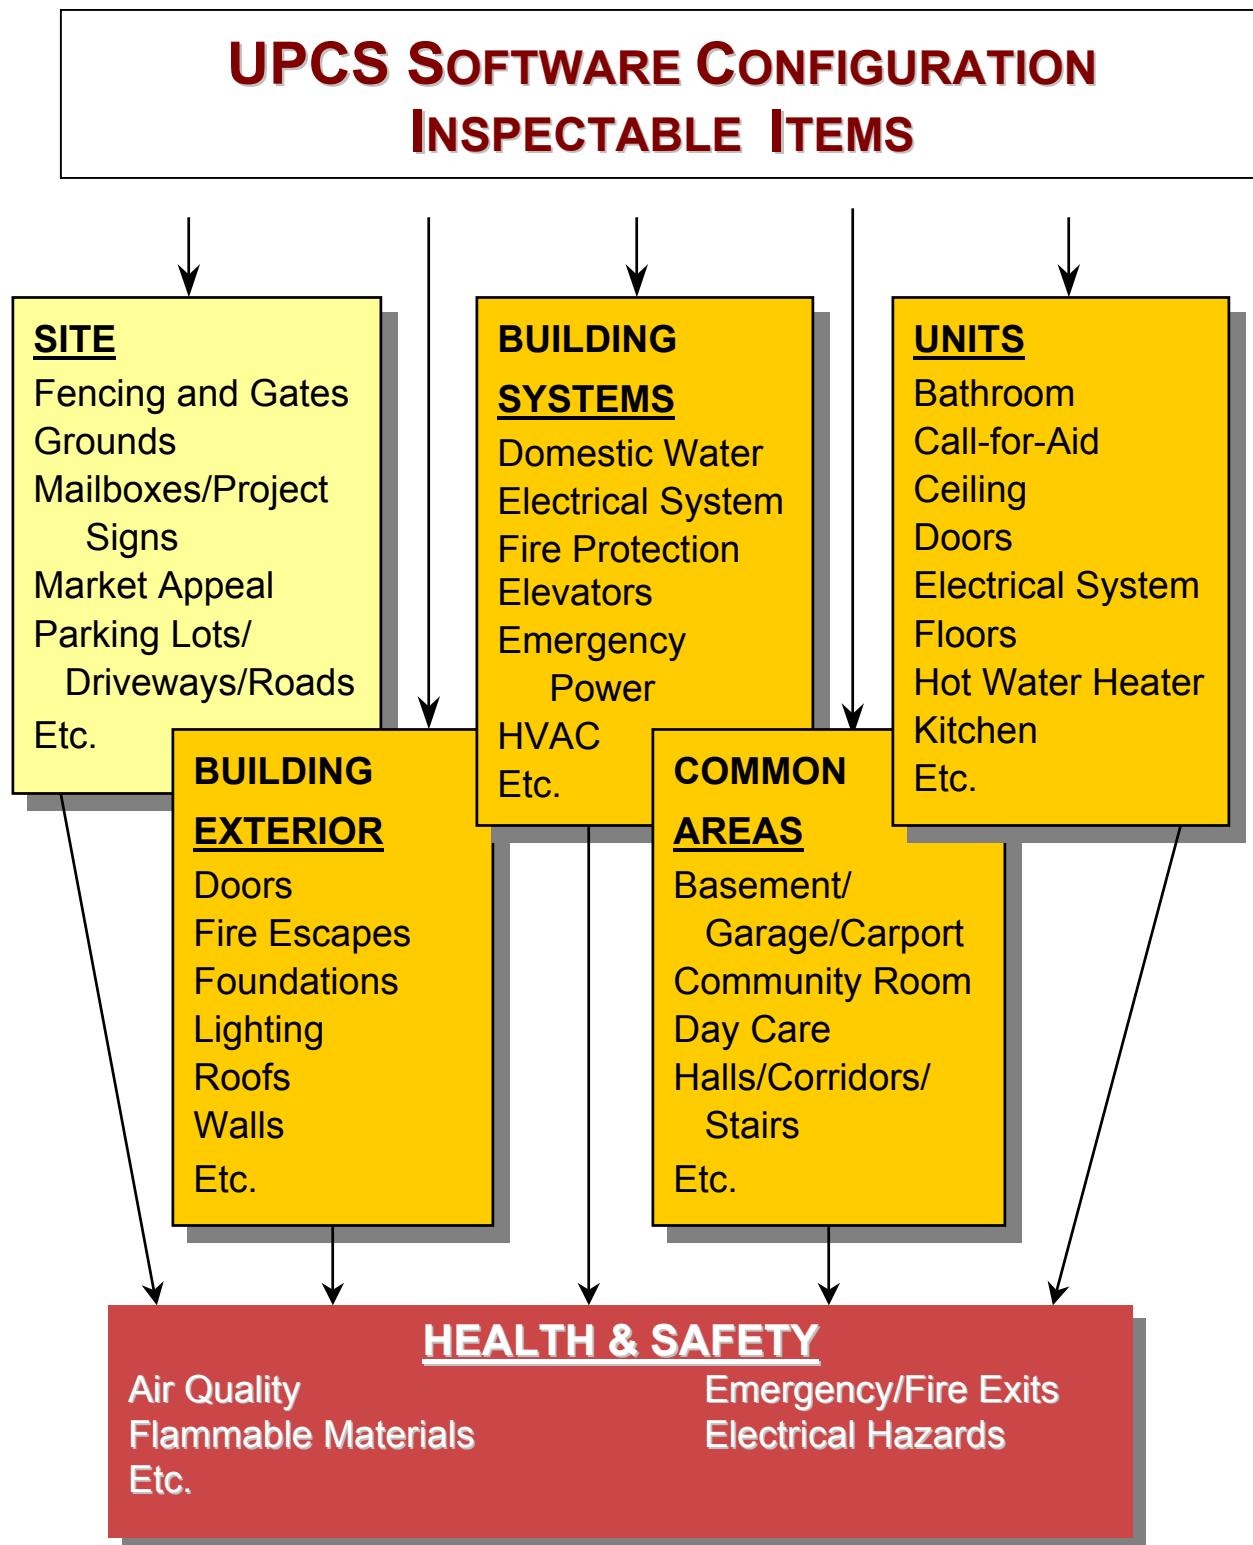 UPCS SOFTWARE CONFIGURATION
INSPECTABLE ITEMS
SITE
Fencing and Gates
Grounds
Mailboxes/Project
Signs
Market Appeal
Parking Lots/
Driveways/Roads
Etc.
BUILDING
EXTERIOR
Doors
Fire Escapes
Foundations
Lighting
Roofs
Walls
Etc.
BUILDING
SYSTEMS
Domestic Water
Electrical System
Fire Protection
Elevators
Emergency
Power
HVAC
Etc.
COMMON
AREAS
Basement/
Garage/Carport
Community Room
Day Care
Halls/Corridors/
Stairs
Etc.
UNITS
Bathroom
Call-for-Aid
Ceiling
Doors
Electrical System
Floors
Hot Water Heater
Kitchen
Etc.
HEALTH & SAFETY
Air Quality
Flammable Materials
Etc.
Emergency/Fire Exits
Electrical Hazards